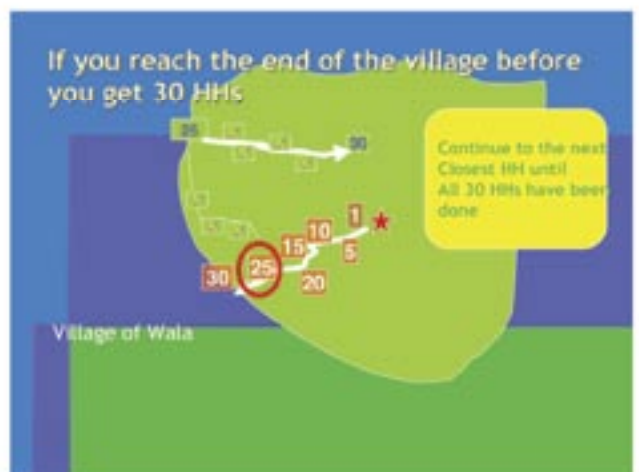 If you reach the end of the village before
you get 30 HHs
Continue to the next
Closest HH until
All 30 HHs have been
done
30
1
10
5
15
25
20
30
Village of Wala